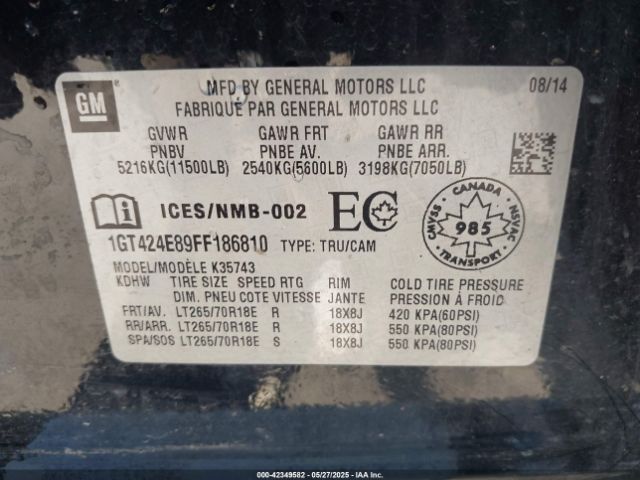 GM
MFD BY GENERAL MOTORS LLC 08/14
FABRIQUÉ PAR GENERAL MOTORS LLC
GVWR GAWR FRT GAWR RR
PNBV PNBE AV. PNBE ARR.
5216KG(11500LB) 2540KG(5600LB) 3198KG(7050LB)
ICES/NMB-002 EC
CANADA
CMVSS 985 NSVAC
TRANSPORT
1GT424E89FF186810 TYPE: TRU/CAM
MODEL/MODÈLE K35743
KDHW TIRE SIZE SPEED RTG RIM COLD TIRE PRESSURE
DIM. PNEU COTE VITESSE JANTE PRESSION À FROID
FRT/AV. LT265/70R18E R 18X8J 420 KPA(60PSI)
RR/ARR. LT265/70R18E R 18X8J 550 KPA(80PSI)
SPA/SOS LT265/70R18E S 18X8J 550 KPA(80PSI)
000-42349582 - 05/27/2025 - IAA Inc.